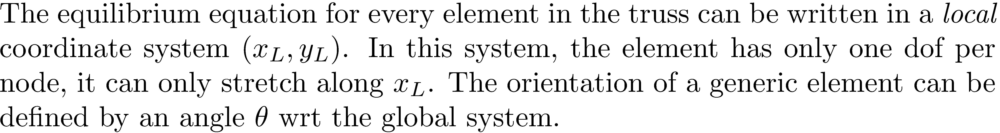 The equilibrium equation for every element in the truss can be written in a local
coordinate system $(x_L, y_L)$. In this system, the element has only one dof per
node, it can only stretch along $x_L$. The orientation of a generic element can be
defined by an angle $\theta$ wrt the global system.